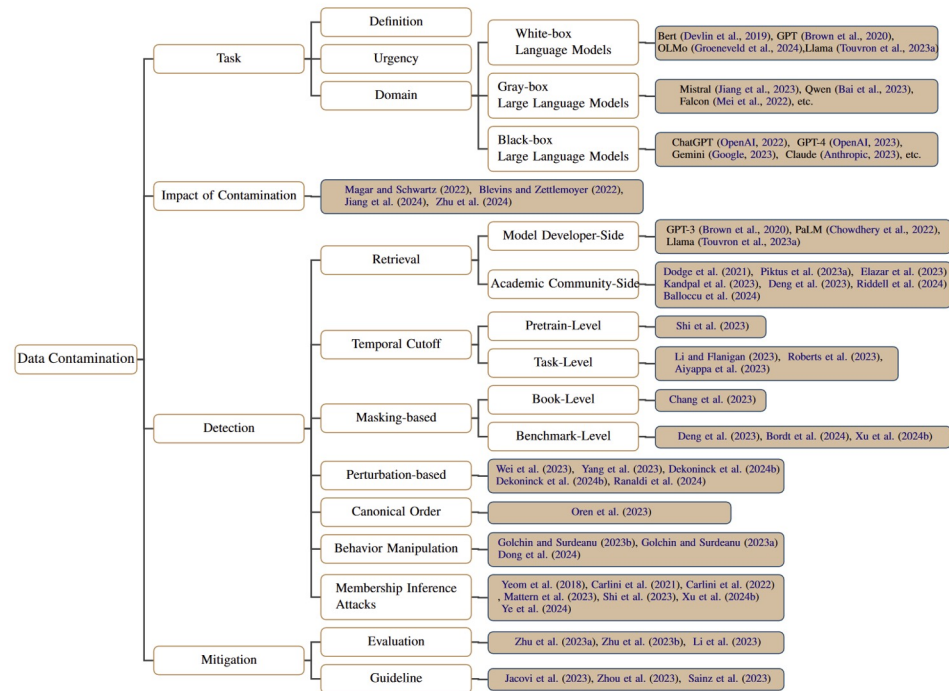 Data Contamination
Task
Definition
Urgency
Domain
White-box
Language Models
Bert (Devlin et al., 2019), GPT (Brown et al., 2020),
OLMo (Groeneveld et al., 2024),Llama (Touvron et al., 2023a)
Gray-box
Large Language Models
Mistral (Jiang et al., 2023), Qwen (Bai et al., 2023),
Falcon (Mei et al., 2022), etc.
Black-box
Large Language Models
ChatGPT (OpenAI, 2022), GPT-4 (OpenAI, 2023),
Gemini (Google, 2023), Claude (Anthropic, 2023), etc.
Impact of Contamination
Magar and Schwartz (2022), Blevins and Zettlemoyer (2022),
Jiang et al. (2024), Zhu et al. (2024)
Detection
Retrieval
Model Developer-Side
GPT-3 (Brown et al., 2020), PaLM (Chowdhery et al., 2022),
Llama (Touvron et al., 2023a)
Academic Community-Side
Dodge et al. (2021), Piktus et al. (2023a), Elazar et al. (2023)
Kandpal et al. (2023), Deng et al. (2023), Riddell et al. (2024)
Balloccu et al. (2024)
Temporal Cutoff
Pretrain-Level
Shi et al. (2023)
Task-Level
Li and Flanigan (2023), Roberts et al. (2023),
Aiyappa et al. (2023)
Masking-based
Book-Level
Chang et al. (2023)
Benchmark-Level
Deng et al. (2023), Bordt et al. (2024), Xu et al. (2024b)
Perturbation-based
Wei et al. (2023), Yang et al. (2023), Dekoninck et al. (2024b)
Dekoninck et al. (2024b), Ranaldi et al. (2024)
Canonical Order
Oren et al. (2023)
Behavior Manipulation
Golchin and Surdeanu (2023b), Golchin and Surdeanu (2023a)
Dong et al. (2024)
Membership Inference
Attacks
Yeom et al. (2018), Carlini et al. (2021), Carlini et al. (2022)
, Mattern et al. (2023), Shi et al. (2023), Xu et al. (2024b)
Ye et al. (2024)
Mitigation
Evaluation
Zhu et al. (2023a), Zhu et al. (2023b), Li et al. (2023)
Guideline
Jacovi et al. (2023), Zhou et al. (2023), Sainz et al. (2023)